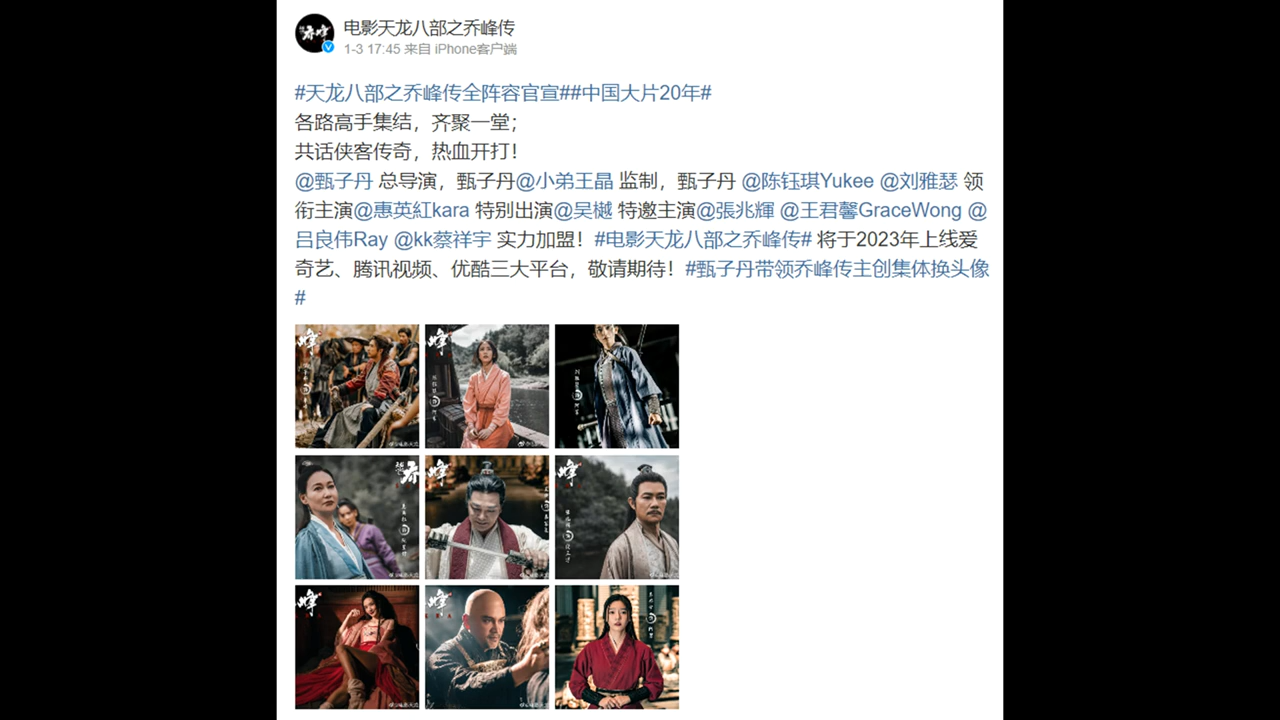 电影天龙八部之乔峰传
1-3 17:45 来自 iPhone客户端
#天龙八部之乔峰传全阵容官宣##中国大片20年#
各路高手集结，齐聚一堂；
共话侠客传奇，热血开打！
@甄子丹 总导演，甄子丹@小弟王晶 监制，甄子丹 @陈钰琪Yukee @刘雅瑟 领
衔主演@惠英紅kara 特别出演@吴樾 特邀主演@張兆輝 @王君馨GraceWong @
吕良伟Ray @kk蔡祥宇 实力加盟！#电影天龙八部之乔峰传# 将于2023年上线爱
奇艺、腾讯视频、优酷三大平台，敬请期待！#甄子丹带领乔峰传主创集体换头像
#
峰
峰
乔
峰
峰
峰
峰